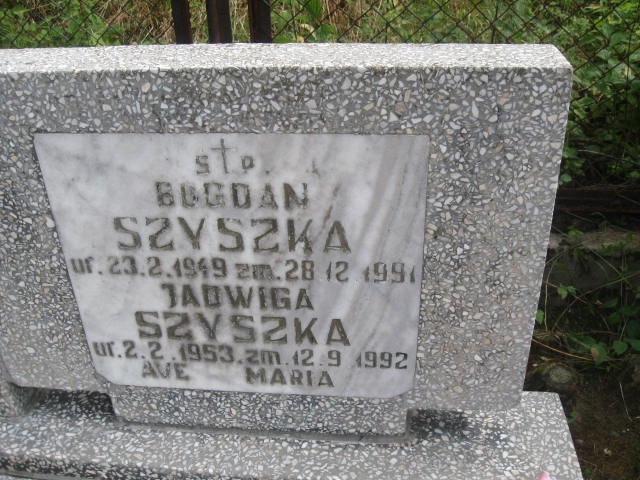 Ś†P.
BOGDAN
SZYSZKA
ur. 23.2.1949 zm. 28 12 1991
JADWIGA
SZYSZKA
ur. 2.2.1953. zm. 12.9 1992
AVE MARIA